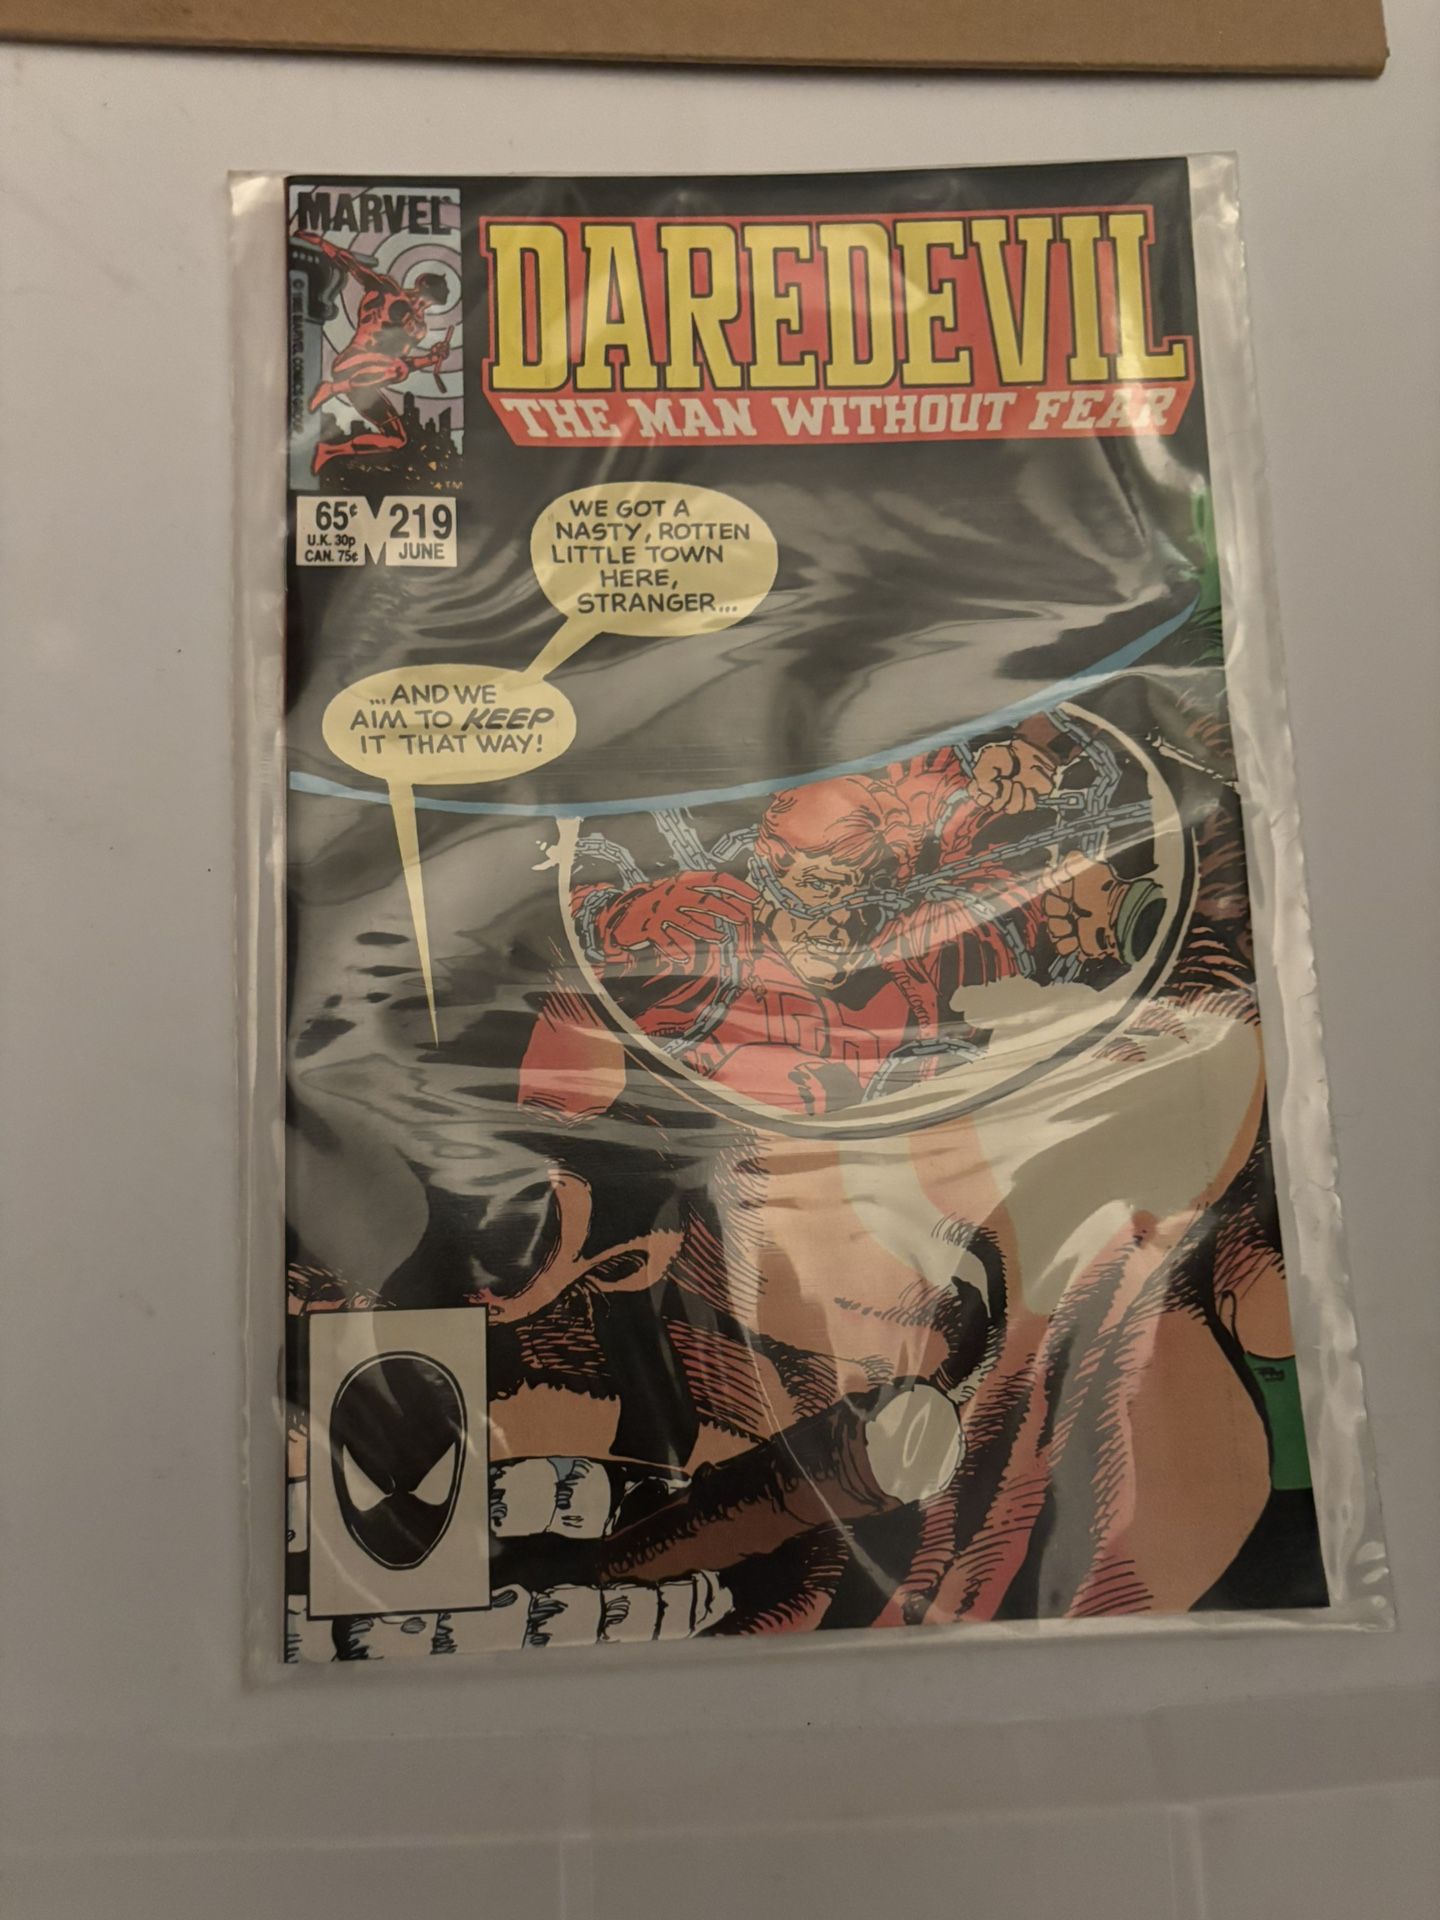 MARVEL
DAREDEVIL
THE MAN WITHOUT FEAR
65¢
U.K. 30p
CAN. 75¢
219
JUNE
TM
WE GOT A
NASTY, ROTTEN
LITTLE TOWN
HERE,
STRANGER...
...AND WE
AIM TO KEEP
IT THAT WAY!